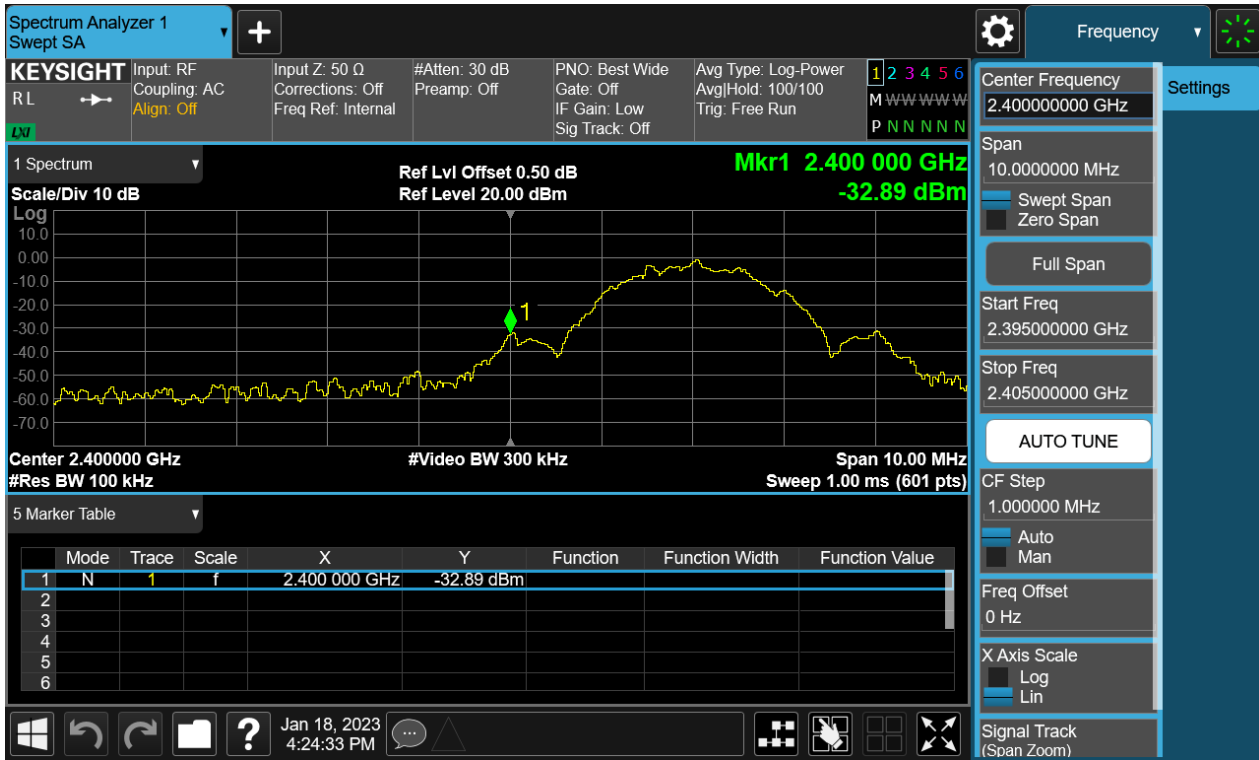 Spectrum Analyzer 1
Swept SA
Frequency
KEYSIGHT
RL
LXI
Input: RF
Coupling: AC
Align: Off
Input Z: 50 Ω
Corrections: Off
Freq Ref: Internal
#Atten: 30 dB
Preamp: Off
PNO: Best Wide
Gate: Off
IF Gain: Low
Sig Track: Off
Avg Type: Log-Power
Avg|Hold: 100/100
Trig: Free Run
1 2 3 4 5 6
M W W W W W
P N N N N N
1 Spectrum
Scale/Div 10 dB
Ref Lvl Offset 0.50 dB
Ref Level 20.00 dBm
Mkr1 2.400 000 GHz
-32.89 dBm
Log
10.0
0.00
-10.0
-20.0
-30.0
-40.0
-50.0
-60.0
-70.0
1
Center 2.400000 GHz
#Video BW 300 kHz
Span 10.00 MHz
#Res BW 100 kHz
Sweep 1.00 ms (601 pts)
5 Marker Table
Mode Trace Scale X Y Function Function Width Function Value
1 N 1 f 2.400 000 GHz -32.89 dBm
2
3
4
5
6
?
Jan 18, 2023
4:24:33 PM
Center Frequency
2.400000000 GHz
Settings
Span
10.0000000 MHz
Swept Span
Zero Span
Full Span
Start Freq
2.395000000 GHz
Stop Freq
2.405000000 GHz
AUTO TUNE
CF Step
1.000000 MHz
Auto
Man
Freq Offset
0 Hz
X Axis Scale
Log
Lin
Signal Track
(Span Zoom)